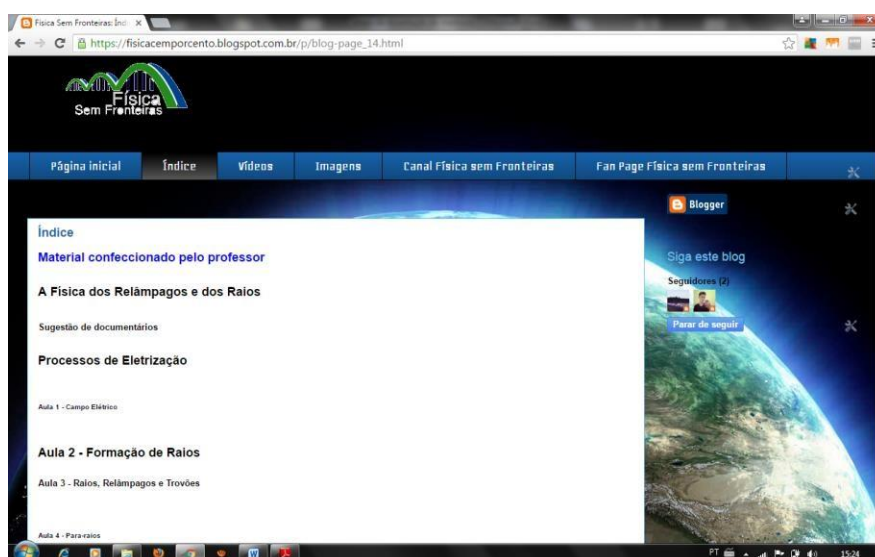 Fisica Sem Fronteiras: Índ
https://fisicacemporcento.blogspot.com.br/p/blog-page_14.html
Física
Sem Fronteiras
Página inicial Índice Vídeos Imagens Canal Física sem Fronteiras Fan Page Física sem Fronteiras
Blogger
Índice
Material confeccionado pelo professor
Siga este blog
Seguidores (2)
A Física dos Relâmpagos e dos Raios
Parar de seguir
Sugestão de documentários
Processos de Eletrização
Aula 1 - Campo Elétrico
Aula 2 - Formação de Raios
Aula 3 - Raios, Relâmpagos e Trovões
Aula 4 - Para-raios
PT 15:24